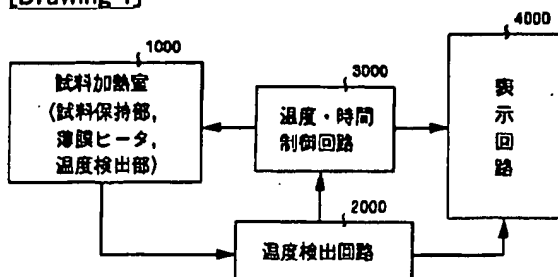 [Drawing 1]
4000
1000
3000
試料加熱室
(試料保持部,
薄膜ヒータ,
温度検出部)
温度・時間
制御回路
表示回路
2000
温度検出回路